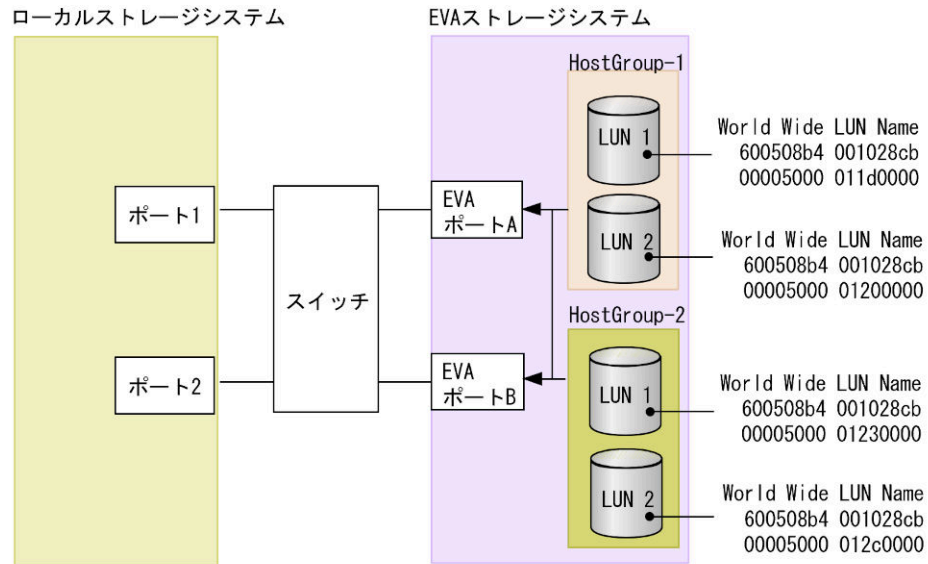 ローカルストレージシステム
EVAストレージシステム
HostGroup-1
LUN 1
World Wide LUN Name
600508b4 001028cb
00005000 011d0000
ポート1
EVA
ポートA
LUN 2
World Wide LUN Name
600508b4 001028cb
00005000 01200000
スイッチ
HostGroup-2
ポート2
EVA
ポートB
LUN 1
World Wide LUN Name
600508b4 001028cb
00005000 01230000
LUN 2
World Wide LUN Name
600508b4 001028cb
00005000 012c0000